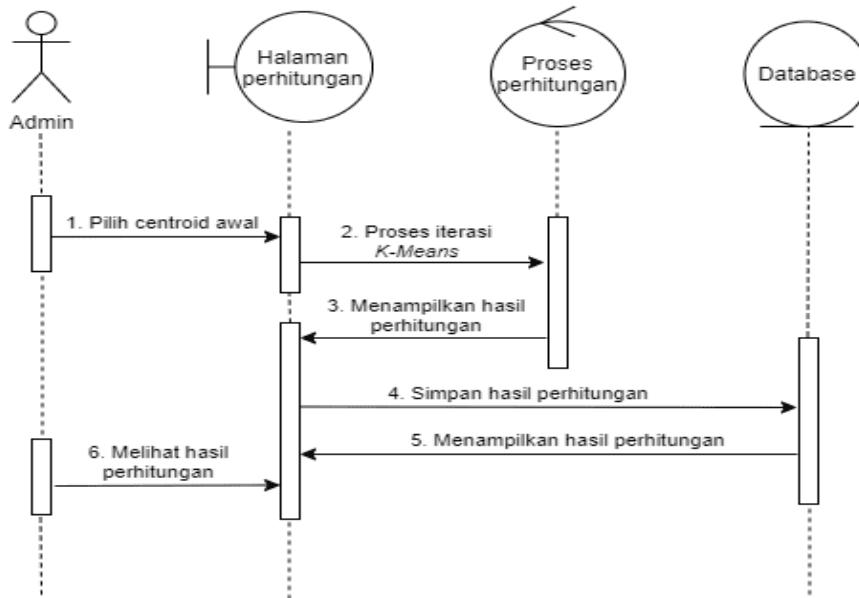 Halaman
perhitungan
Proses
perhitungan
Database
Admin
1. Pilih centroid awal
2. Proses iterasi
K-Means
3. Menampilkan hasil
perhitungan
4. Simpan hasil perhitungan
5. Menampilkan hasil perhitungan
6. Melihat hasil
perhitungan